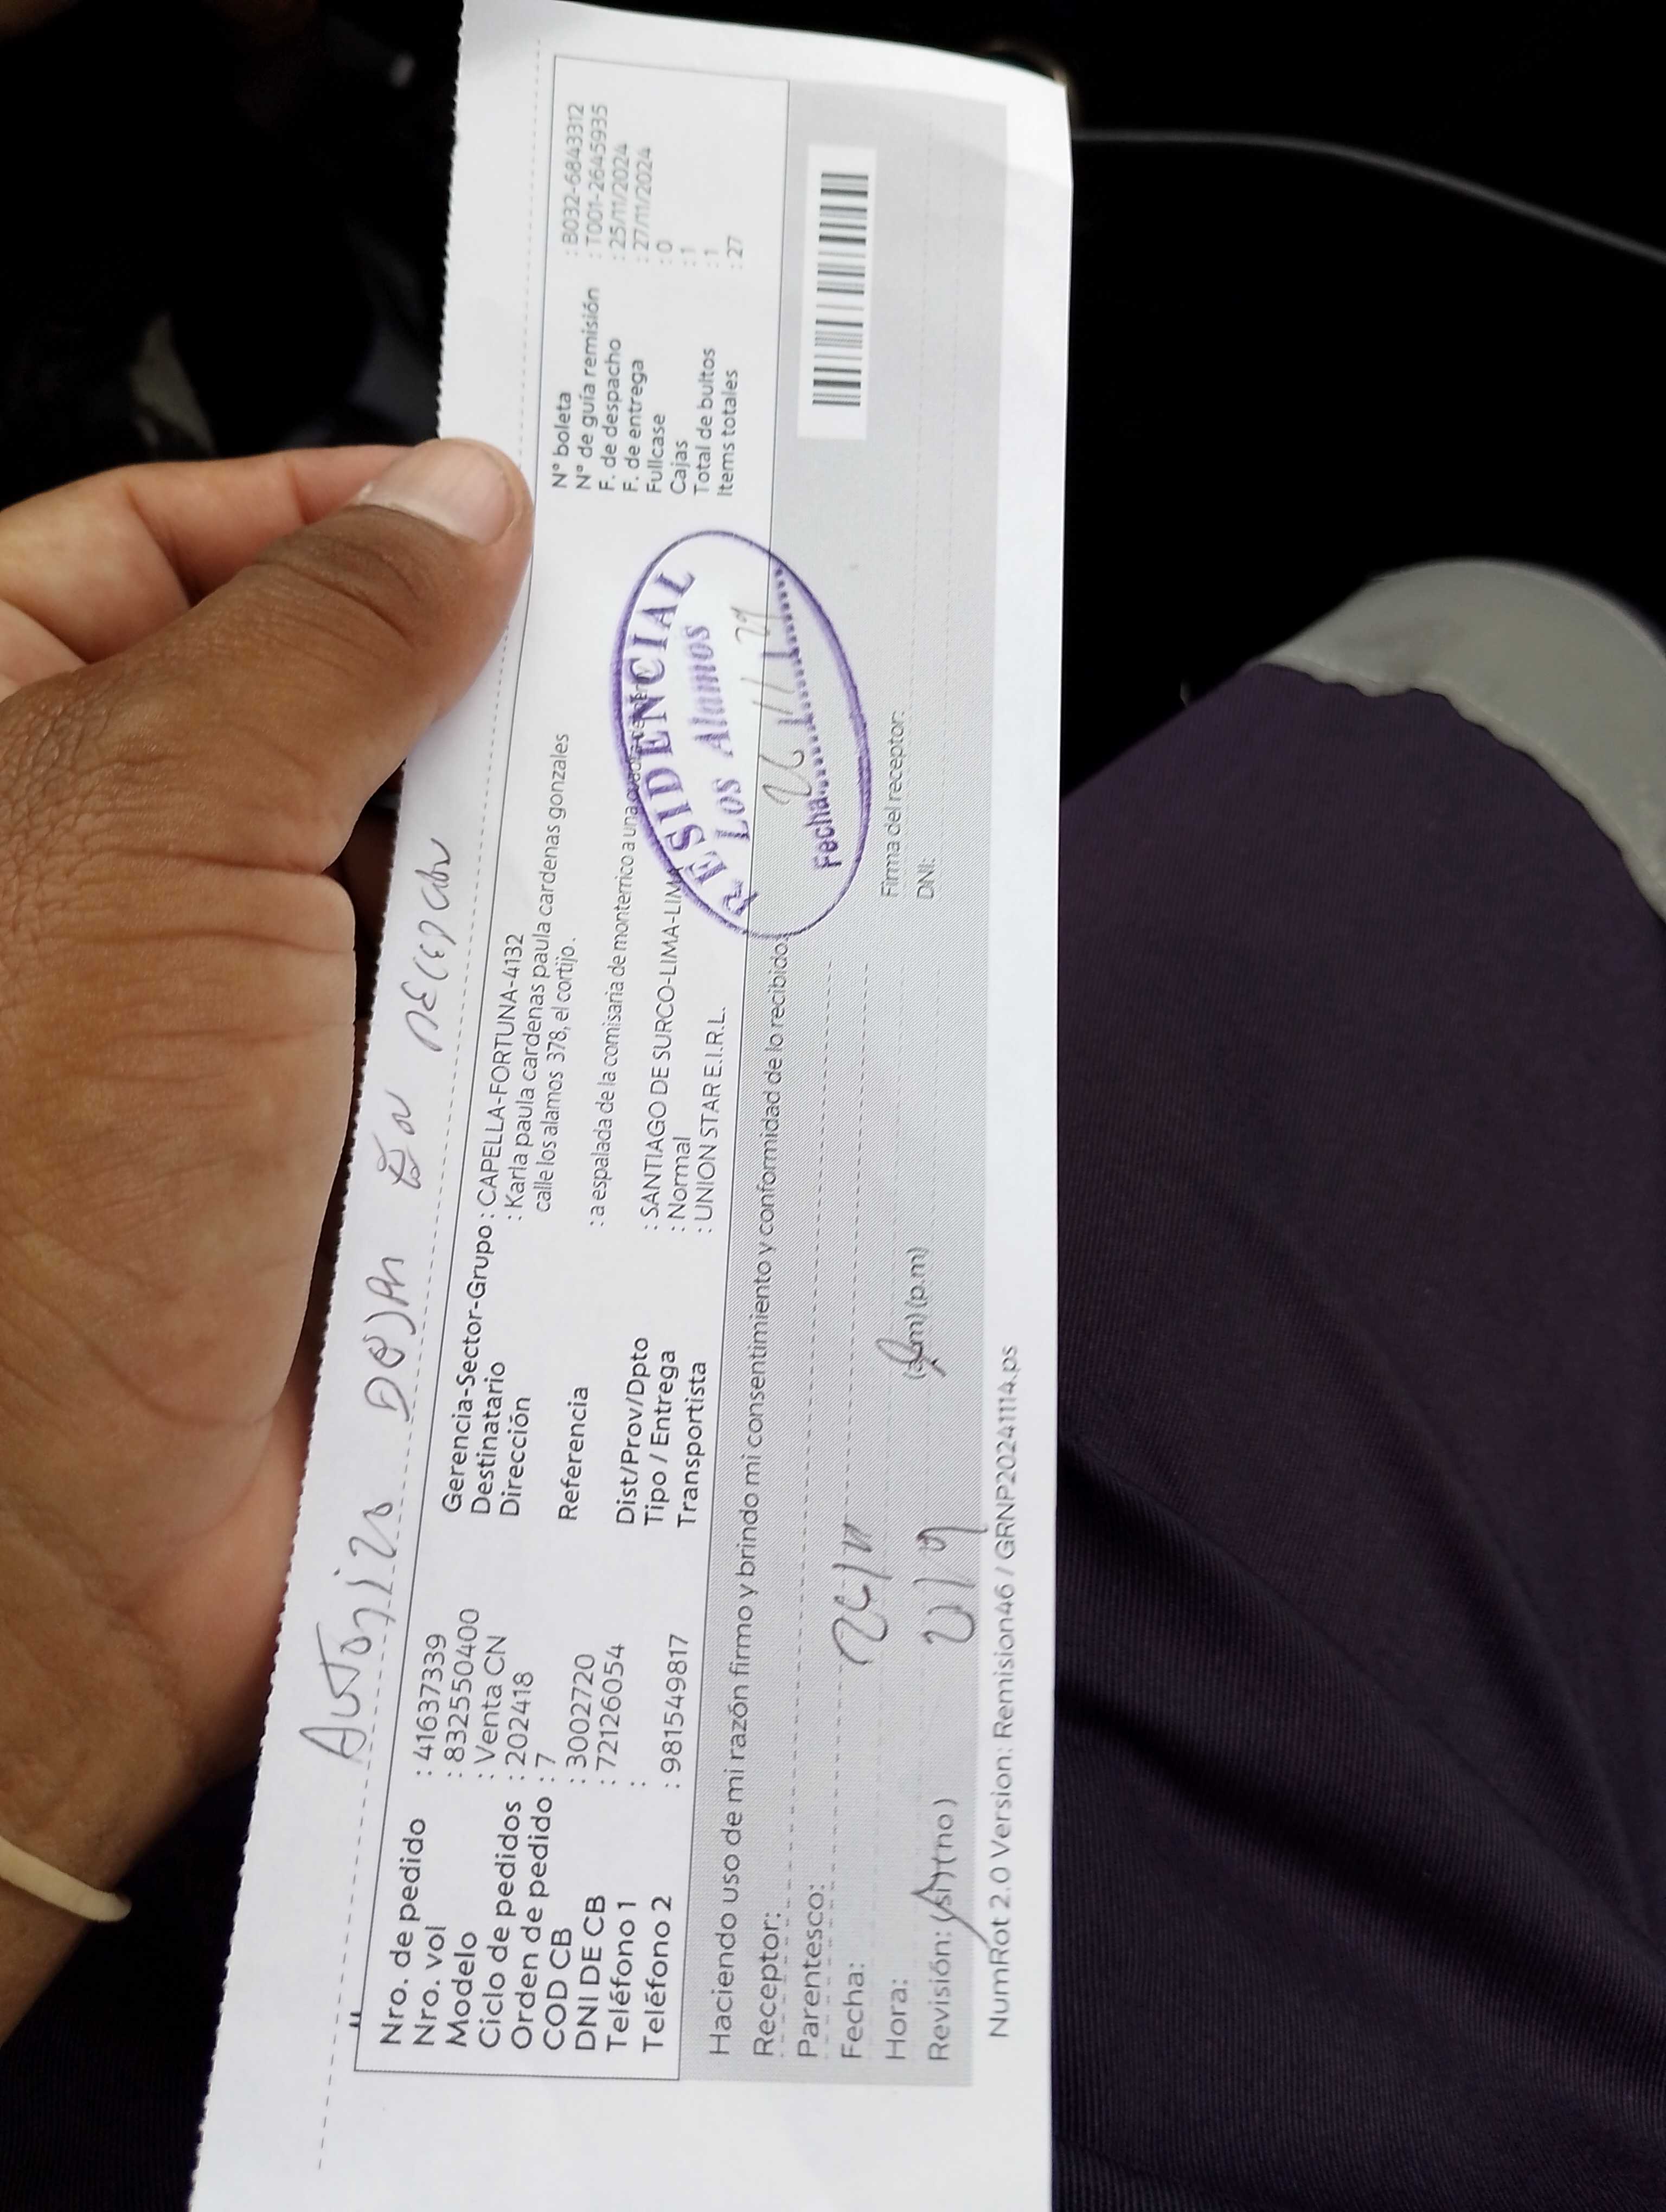 Autorizo Dejar En recepcion
Nro. de pedido : 41637339
Nro. vol : 832550400
Modelo : Venta CN
Ciclo de pedidos : 202418
Orden de pedido : 7
COD CB : 3002720
DNI DE CB : 72126054
Teléfono 1 :
Teléfono 2 : 981549817
Gerencia-Sector-Grupo : CAPELLA-FORTUNA-4132
Destinatario : Karla paula cardenas paula cardenas gonzales
Dirección calle los alamos 378, el cortijo.
Referencia : a espalada de la comisaria de monterrico a una
Dist/Prov/Dpto : SANTIAGO DE SURCO-LIMA-LIMA
Tipo / Entrega : Normal
Transportista : UNION STAR E.I.R.L.
N° boleta : B032-6843312
N° de guía remisión : T001-2645935
F. de despacho : 25/11/2024
F. de entrega : 27/11/2024
Fullcase : 0
Cajas : 1
Total de bultos : 1
Items totales : 27
RESIDENCIAL
Los Alamos
Fecha
Haciendo uso de mi razón firmo y brindo mi consentimiento y conformidad de lo recibido.
Receptor:
Parentesco:
Fecha:
Hora: (a.m) (p.m)
Revisión: (si) (no)
Firma del receptor:
DNI:
NumRot 2.0 Version: Remision46 / GRNP20241114.ps